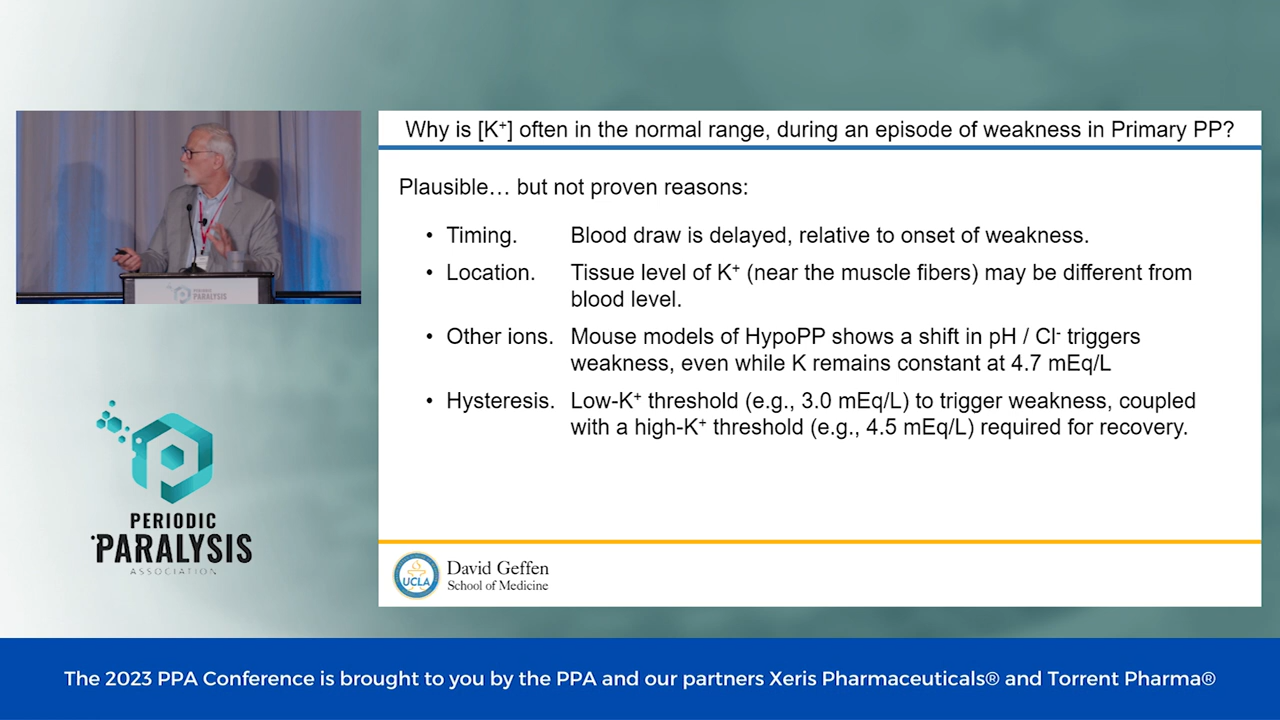 Why is [K⁺] often in the normal range, during an episode of weakness in Primary PP?
Plausible… but not proven reasons:
• Timing. Blood draw is delayed, relative to onset of weakness.
• Location. Tissue level of K⁺ (near the muscle fibers) may be different from
blood level.
• Other ions. Mouse models of HypoPP shows a shift in pH / Cl⁻ triggers
weakness, even while K remains constant at 4.7 mEq/L
• Hysteresis. Low-K⁺ threshold (e.g., 3.0 mEq/L) to trigger weakness, coupled
with a high-K⁺ threshold (e.g., 4.5 mEq/L) required for recovery.
UCLA
David Geffen
School of Medicine
PARALYSIS
PERIODIC
PARALYSIS
ASSOCIATION
The 2023 PPA Conference is brought to you by the PPA and our partners Xeris Pharmaceuticals® and Torrent Pharma®